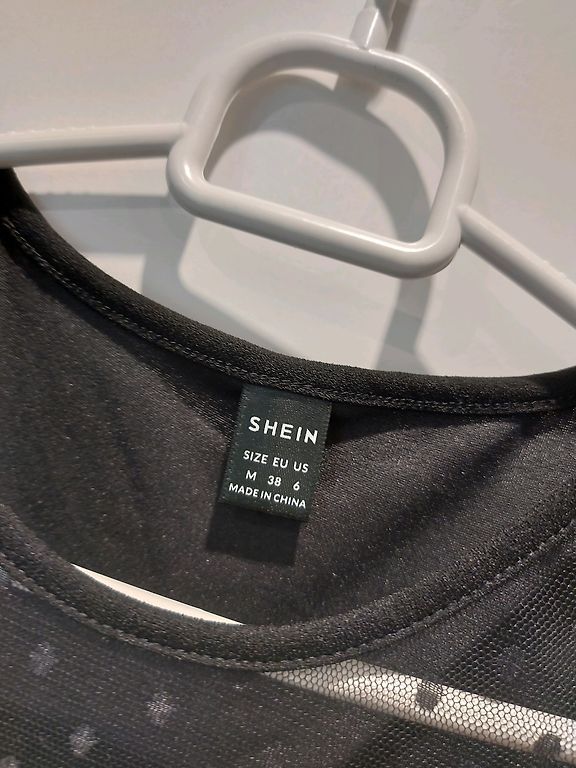 SHEIN
SIZE EU US
M 38 6
MADE IN CHINA